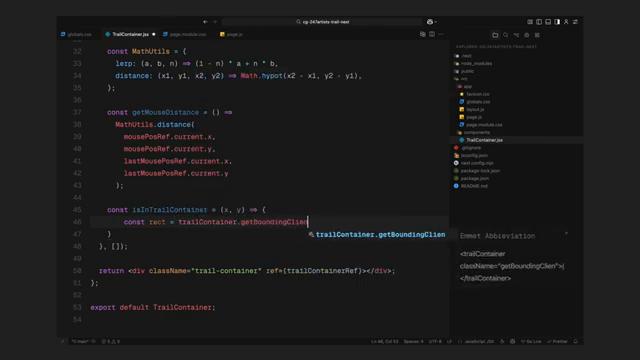 cg-247artists-trail-next
globals.css
TrailContainer.jsx
page.module.css
page.js
EXPLORER: CG-247ARTISTS-TRAIL-NEXT
.next
node_modules
public
src
app
favicon.ico
globals.css
layout.js
page.js
page.module.css
components
TrailContainer.jsx
.gitignore
jsconfig.json
next.config.mjs
package-lock.json
package.json
32 const MathUtils = {
33 lerp: (a, b, n) => (1 - n) * a + n * b,
34 distance: (x1, y1, x2, y2) => Math.hypot(x2 - x1, y2 - y1),
35 };
36
37 const getMouseDistance = () =>
38 MathUtils.distance(
39 mousePosRef.current.x,
40 mousePosRef.current.y,
41 lastMousePosRef.current.x,
42 lastMousePosRef.current.y
43 );
44
45 const isInTrailContainer = (x, y) => {
46 const rect = trailContainer.getBoundingClien
trailContainer.getBoundingClien
47 }
48 }, []);
49
50 return <div className="trail-container" ref={trailContainerRef}></div>;
51 };
52
53 export default TrailContainer;
Emmet Abbreviation
<trailContainer
className="getBoundingClien">|
</trailContainer>
main
0 0
Ln 46, Col 53
UTF-8
LF
JavaScript JSX
Go Live
Prettier